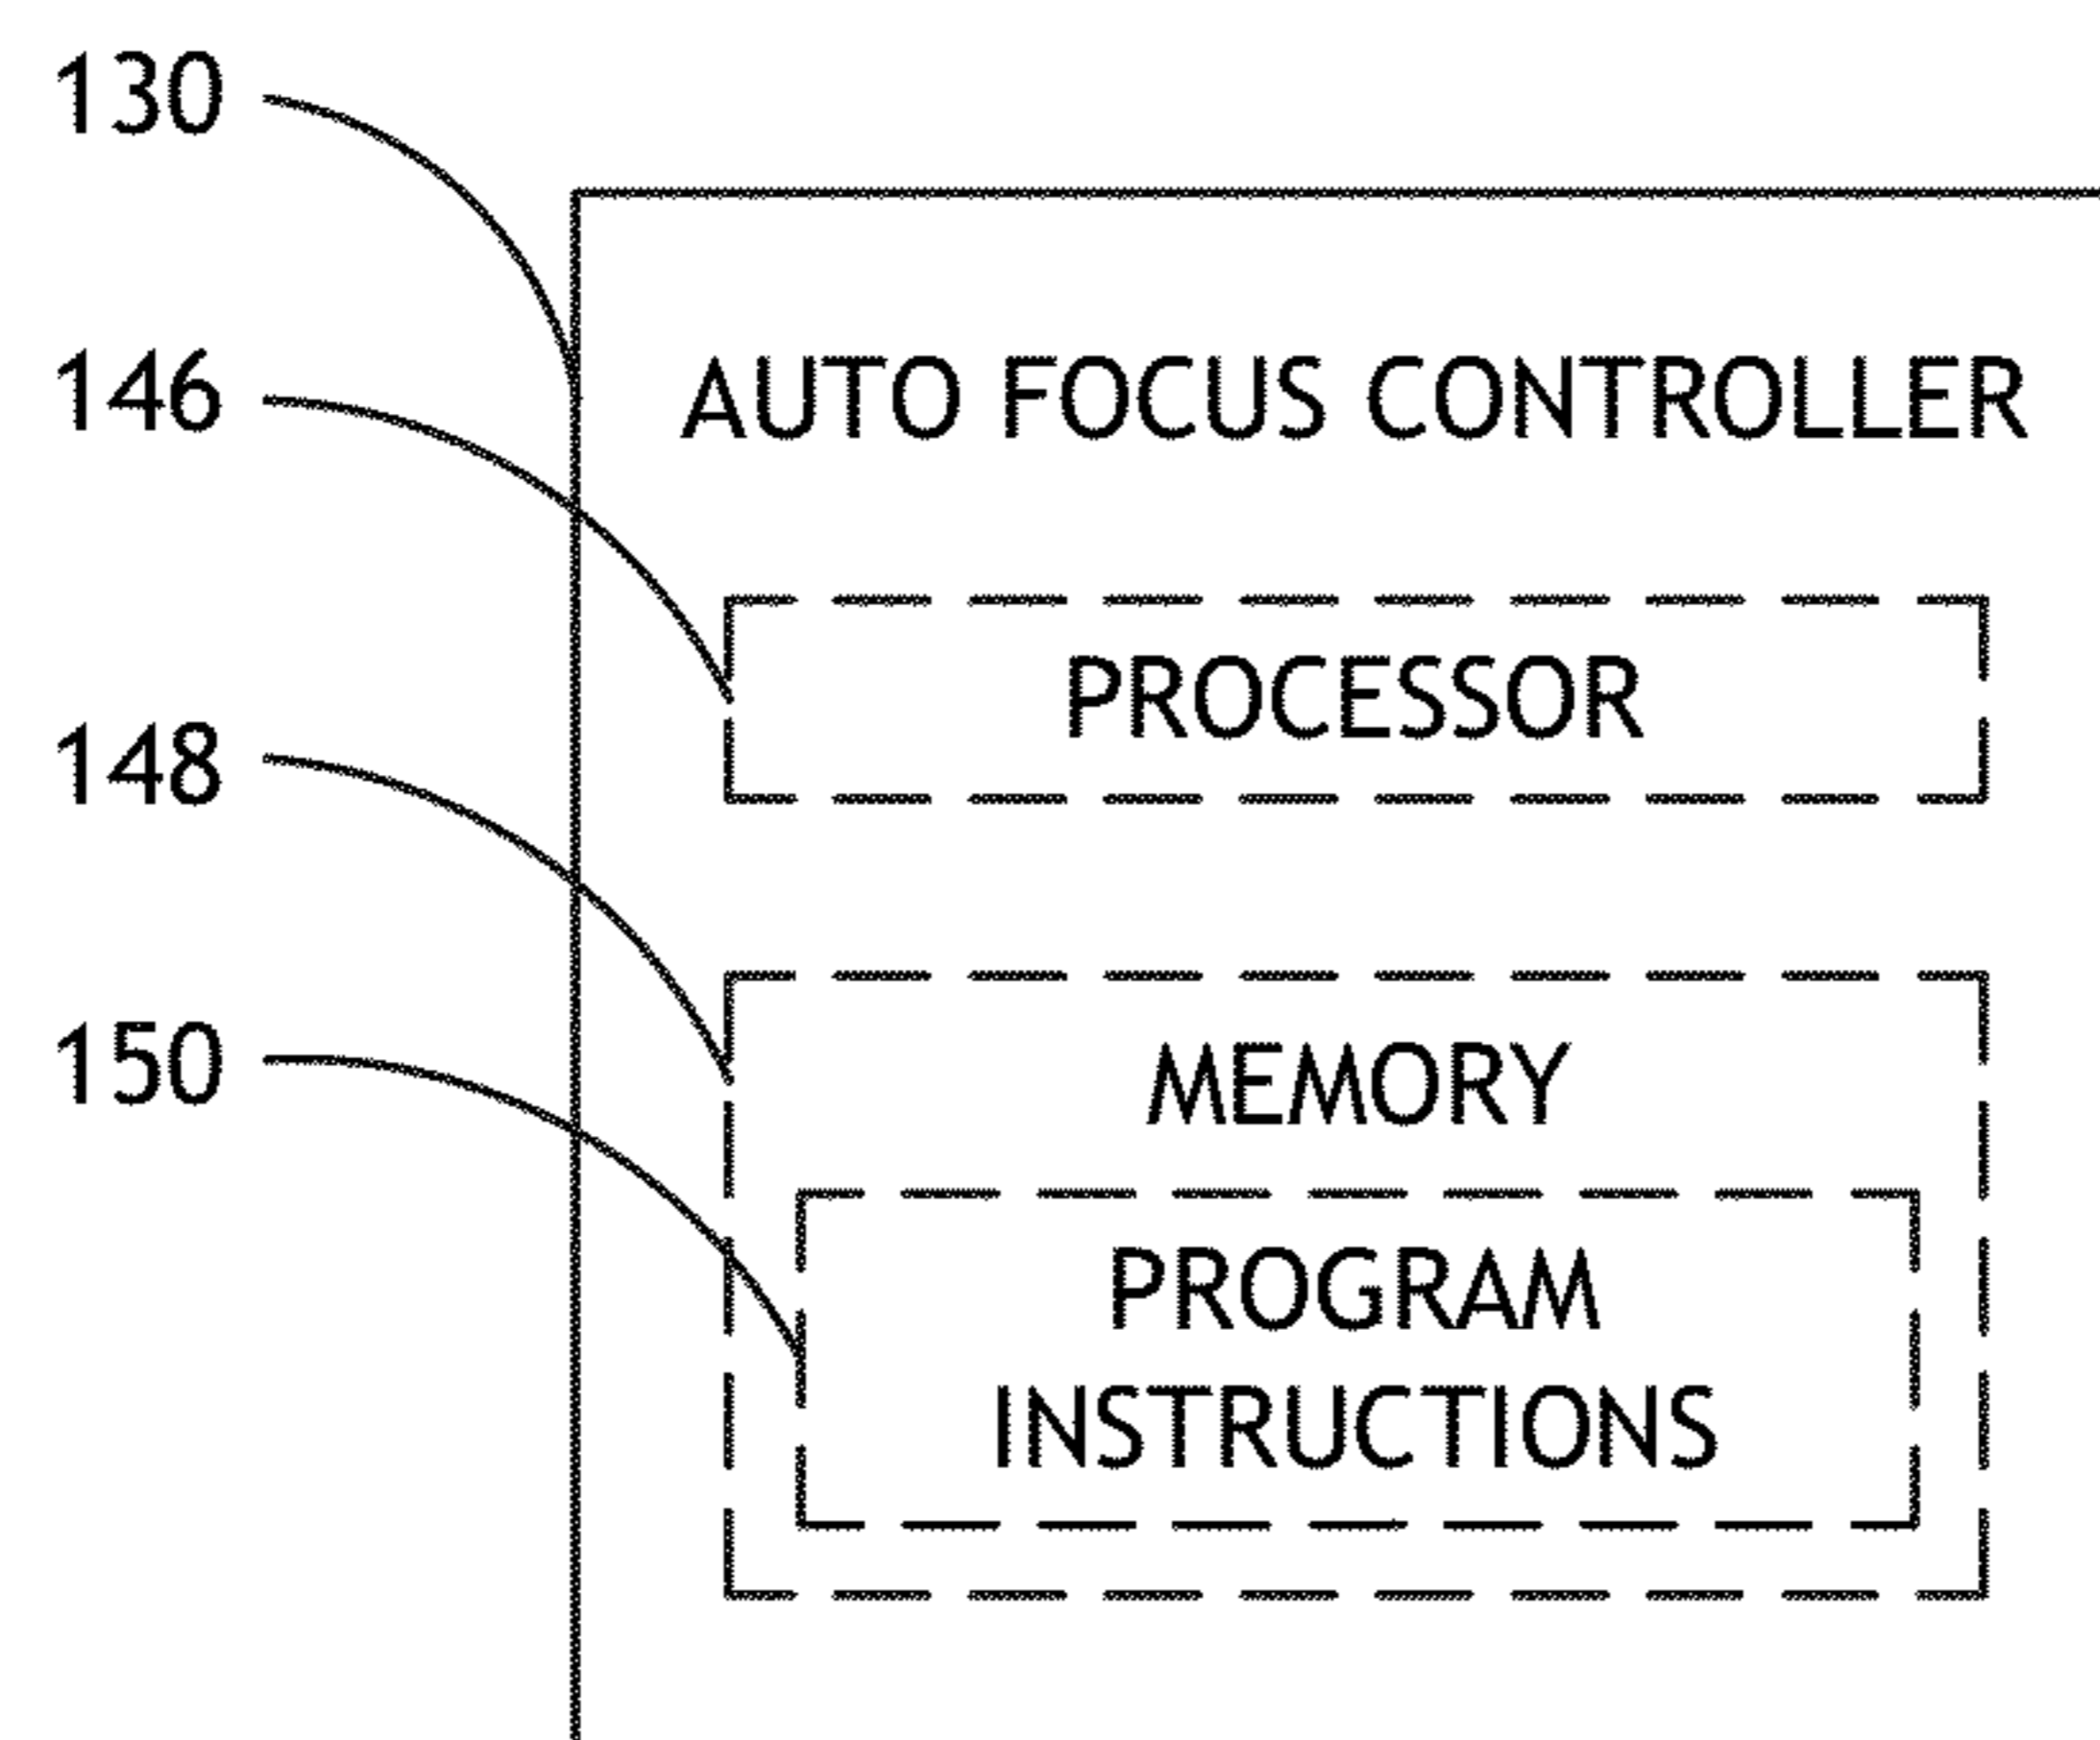 130
146
AUTO FOCUS CONTROLLER
PROCESSOR
148
150
MEMORY
PROGRAM
INSTRUCTIONS